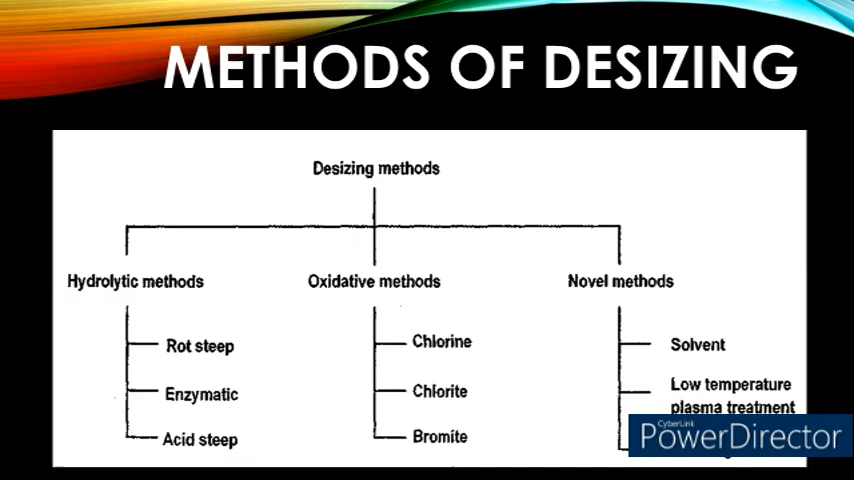 METHODS OF DESIZING
Desizing methods
Hydrolytic methods
Oxidative methods
Novel methods
Rot steep
Enzymatic
Acid steep
Chlorine
Chlorite
Bromite
Solvent
Low temperature
plasma treatment
CyberLink
PowerDirector